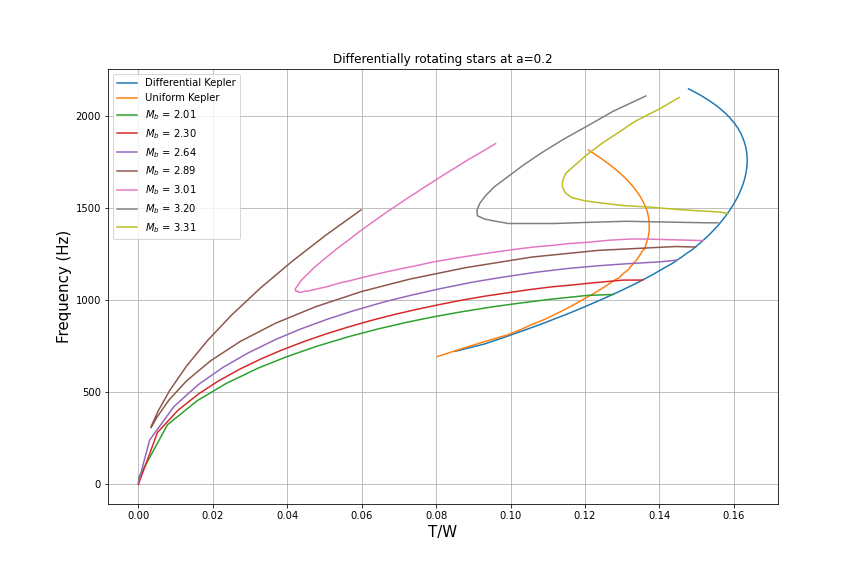 Differentially rotating stars at a=0.2
Differential Kepler
Uniform Kepler
M_b = 2.01
M_b = 2.30
M_b = 2.64
M_b = 2.89
M_b = 3.01
M_b = 3.20
M_b = 3.31
Frequency (Hz)
2000
1500
1000
500
0
0.00 0.02 0.04 0.06 0.08 0.10 0.12 0.14 0.16
T/W